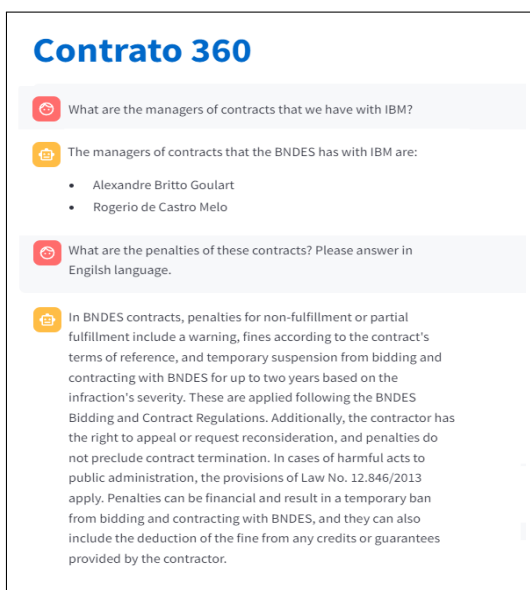 Contrato 360
What are the managers of contracts that we have with IBM?
The managers of contracts that the BNDES has with IBM are:
• Alexandre Britto Goulart
• Rogerio de Castro Melo
What are the penalties of these contracts? Please answer in
Engilsh language.
In BNDES contracts, penalties for non-fulfillment or partial
fulfillment include a warning, fines according to the contract's
terms of reference, and temporary suspension from bidding and
contracting with BNDES for up to two years based on the
infraction's severity. These are applied following the BNDES
Bidding and Contract Regulations. Additionally, the contractor has
the right to appeal or request reconsideration, and penalties do
not preclude contract termination. In cases of harmful acts to
public administration, the provisions of Law No. 12.846/2013
apply. Penalties can be financial and result in a temporary ban
from bidding and contracting with BNDES, and they can also
include the deduction of the fine from any credits or guarantees
provided by the contractor.